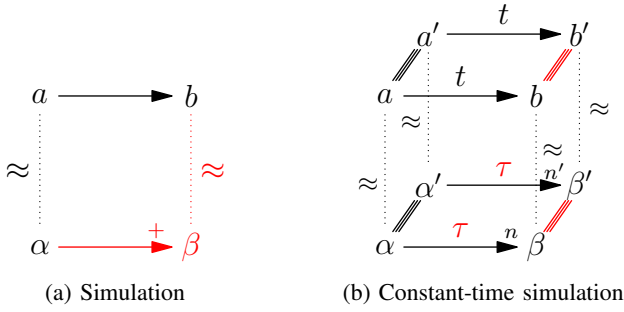 a′ t b′
a b
a t b
≈ ≈ ≈ ≈
≈ ≈
α′ τ n′ β′
α + β
α τ n β
(a) Simulation
(b) Constant-time simulation